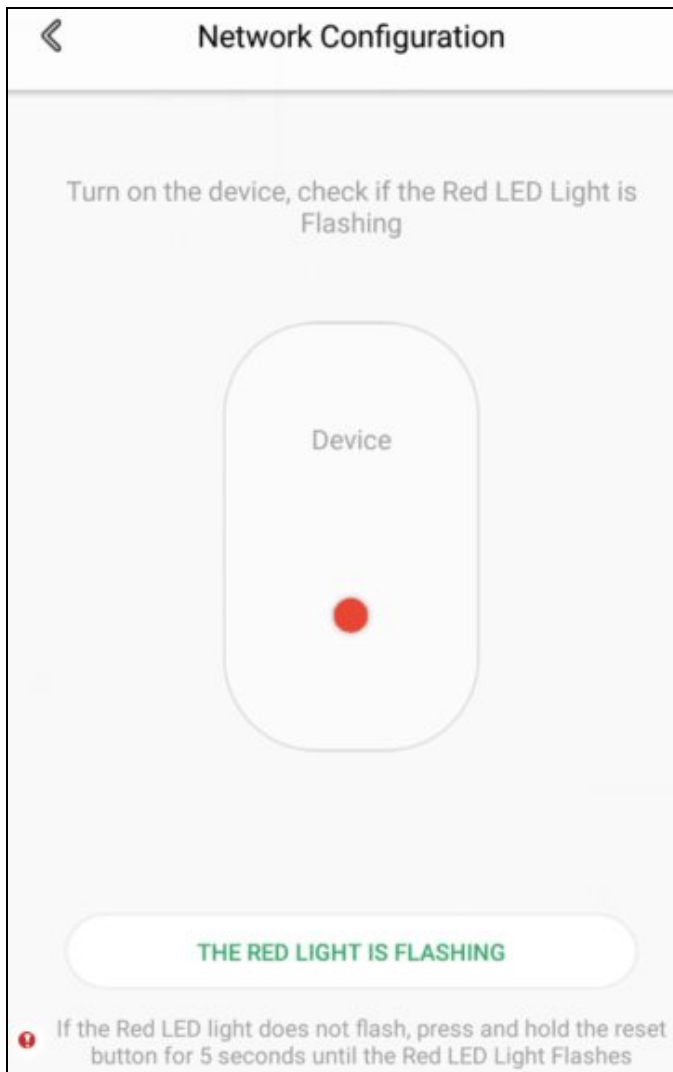 Network Configuration
Turn on the device, check if the Red LED Light is
Flashing
Device
THE RED LIGHT IS FLASHING
If the Red LED light does not flash, press and hold the reset
button for 5 seconds until the Red LED Light Flashes